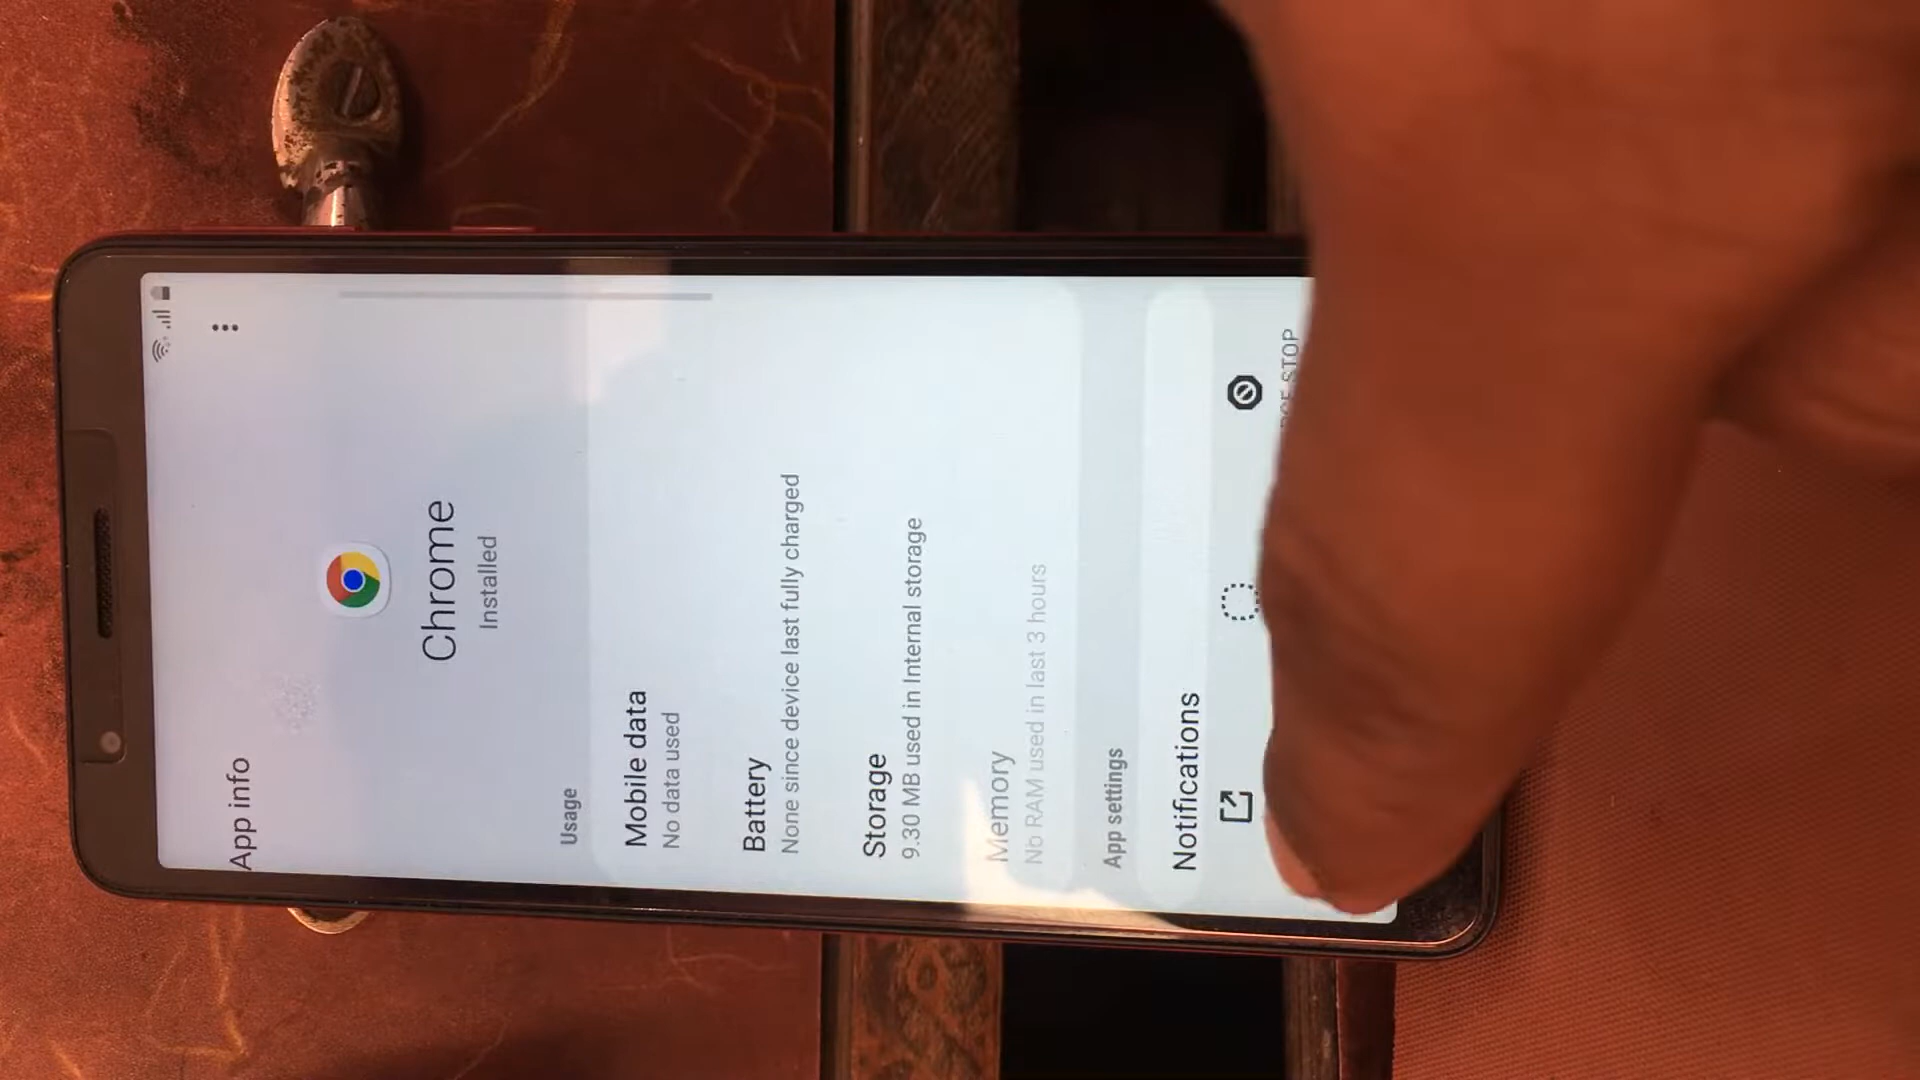 App info
Chrome
Installed
Usage
Mobile data
No data used
Battery
None since device last fully charged
Storage
9.30 MB used in Internal storage
Memory
No RAM used in last 3 hours
App settings
Notifications
STOP